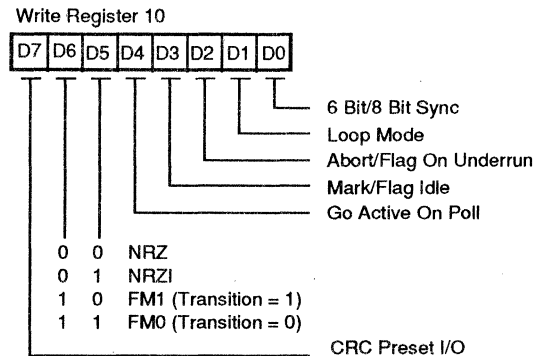 Write Register 10
D7 D6 D5 D4 D3 D2 D1 D0
6 Bit/8 Bit Sync
Loop Mode
Abort/Flag On Underrun
Mark/Flag Idle
Go Active On Poll
0 0 NRZ
0 1 NRZI
1 0 FM1 (Transition = 1)
1 1 FM0 (Transition = 0)
CRC Preset I/O